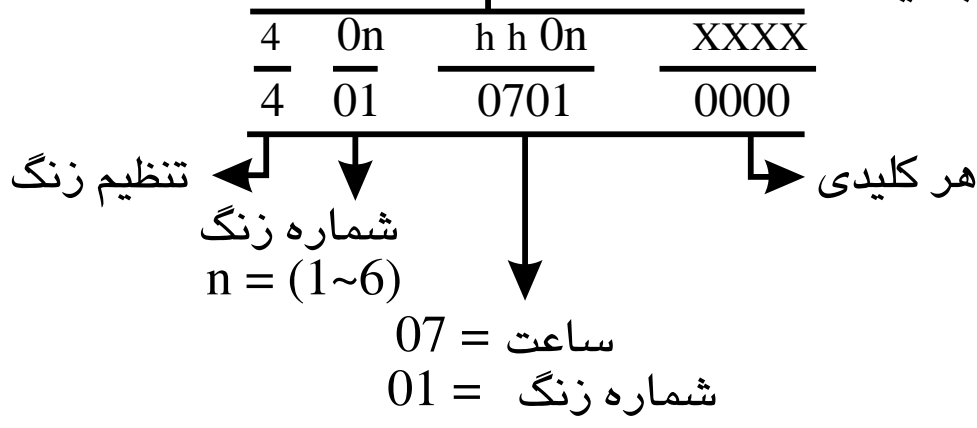 4 0n h h 0n XXXX
4 01 0701 0000
تنظیم زنگ
هر کلیدی
شماره زنگ
n = (1~6)
07 = ساعت
01 = شماره زنگ